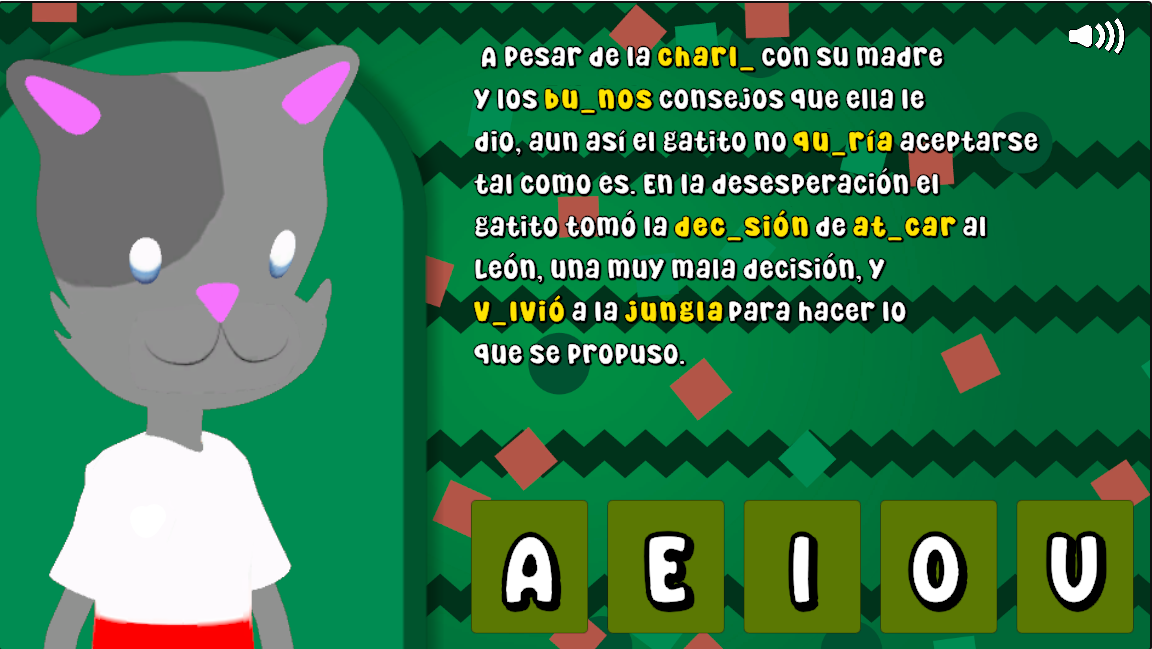 A pesar de la charl_ con su madre
y los bu_nos consejos que ella le
dio, aun así el gatito no qu_ría aceptarse
tal como es. En la desesperación el
gatito tomó la dec_sión de at_car al
León, una muy mala decisión, y
v_lvió a la jungla para hacer lo
que se propuso.
A E I O U